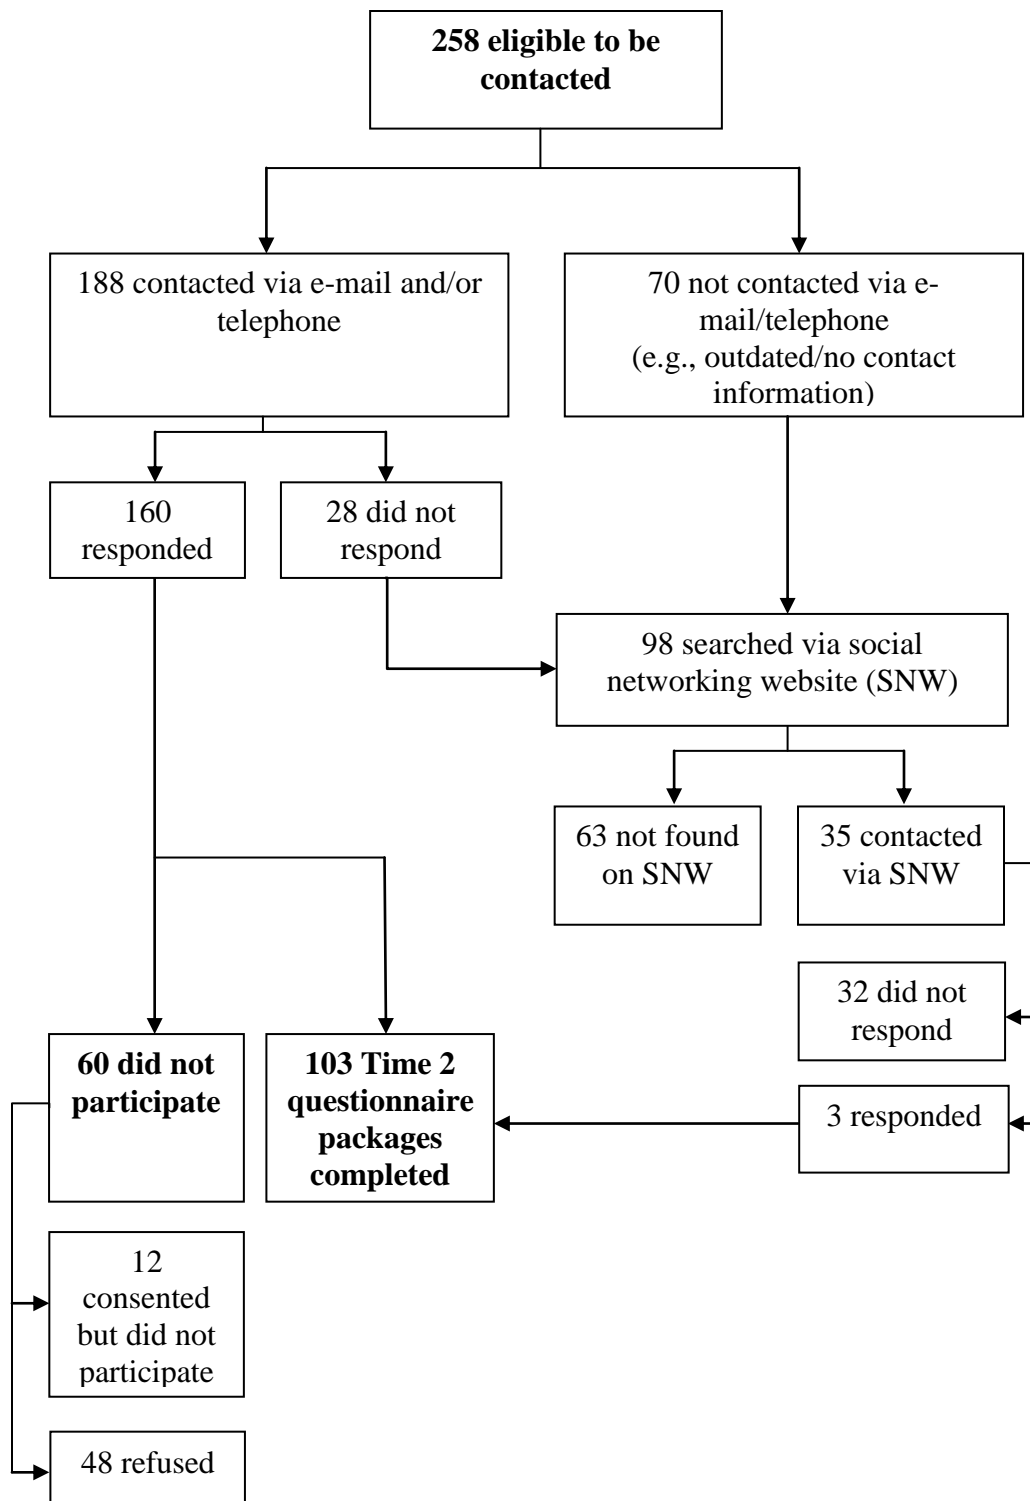 258 eligible to be
contacted
188 contacted via e-mail and/or
telephone
70 not contacted via e-
mail/telephone
(e.g., outdated/no contact
information)
160
responded
28 did not
respond
98 searched via social
networking website (SNW)
63 not found
on SNW
35 contacted
via SNW
32 did not
respond
3 responded
60 did not
participate
103 Time 2
questionnaire
packages
completed
12
consented
but did not
participate
48 refused